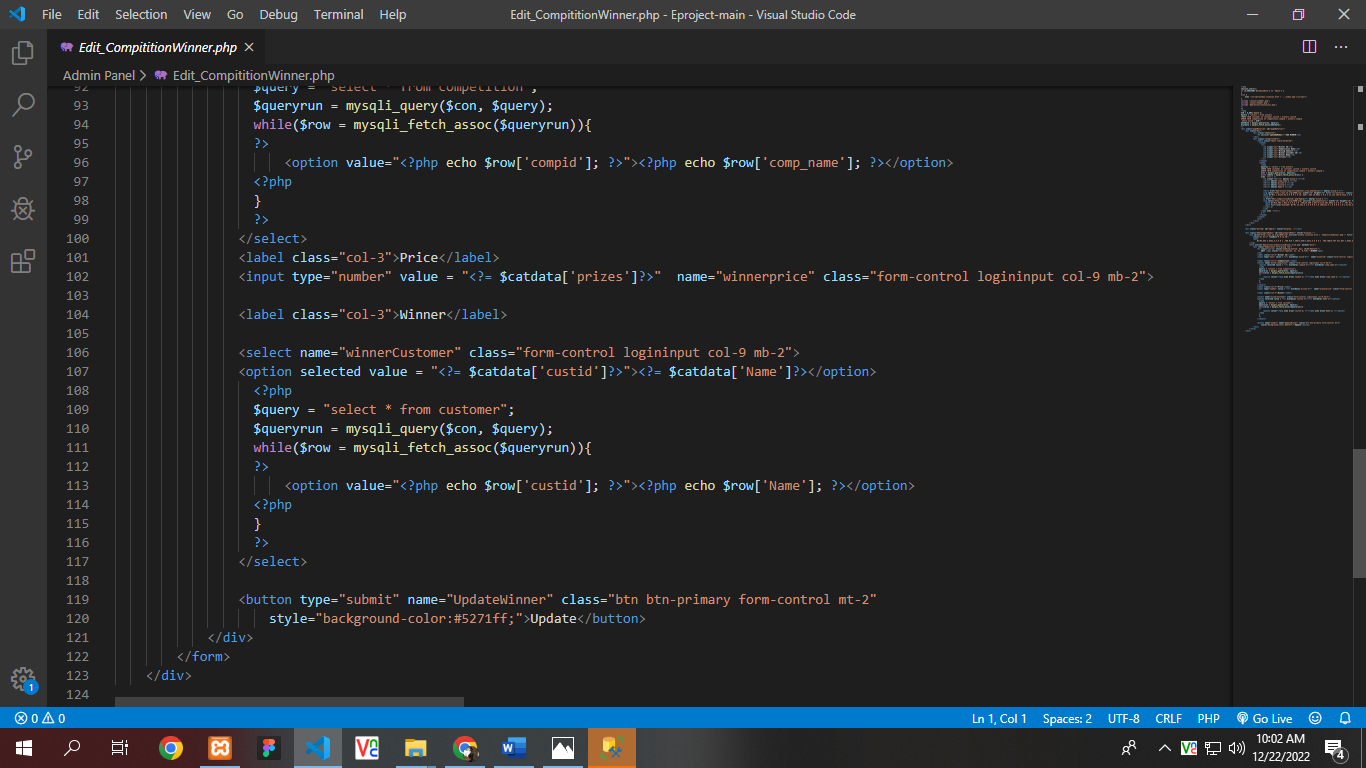 File Edit Selection View Go Debug Terminal Help
Edit_CompititionWinner.php - Eproject-main - Visual Studio Code
Edit_CompititionWinner.php
Admin Panel > Edit_CompititionWinner.php
92 $query = "select * from competition";
93 $queryrun = mysqli_query($con, $query);
94 while($row = mysqli_fetch_assoc($queryrun)){
95 ?>
96 <option value="<?php echo $row['compid']; ?>"><?php echo $row['comp_name']; ?></option>
97 <?php
98 }
99 ?>
100 </select>
101 <label class="col-3">Price</label>
102 <input type="number" value = "<?= $catdata['prizes']?>"  name="winnerprice" class="form-control logininput col-9 mb-2">
103
104 <label class="col-3">Winner</label>
105
106 <select name="winnerCustomer" class="form-control logininput col-9 mb-2">
107 <option selected value = "<?= $catdata['custid']?>"><?= $catdata['Name']?></option>
108 <?php
109 $query = "select * from customer";
110 $queryrun = mysqli_query($con, $query);
111 while($row = mysqli_fetch_assoc($queryrun)){
112 ?>
113 <option value="<?php echo $row['custid']; ?>"><?php echo $row['Name']; ?></option>
114 <?php
115 }
116 ?>
117 </select>
118
119 <button type="submit" name="UpdateWinner" class="btn btn-primary form-control mt-2"
120 style="background-color:#5271ff;">Update</button>
121 </div>
122 </form>
123 </div>
124
1
0 0 Ln 1, Col 1 Spaces: 2 UTF-8 CRLF PHP Go Live
10:02 AM
12/22/2022
4